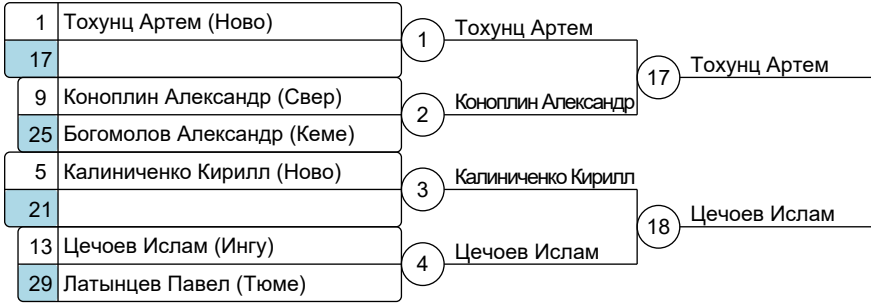 1 Тохунц Артем (Ново)
17
1 Тохунц Артем
17 Тохунц Артем
9 Коноплин Александр (Свер)
25 Богомолов Александр (Кеме)
2 Коноплин Александр
5 Калиниченко Кирилл (Ново)
21
3 Калиниченко Кирилл
18 Цечоев Ислам
13 Цечоев Ислам (Ингу)
29 Латынцев Павел (Тюме)
4 Цечоев Ислам